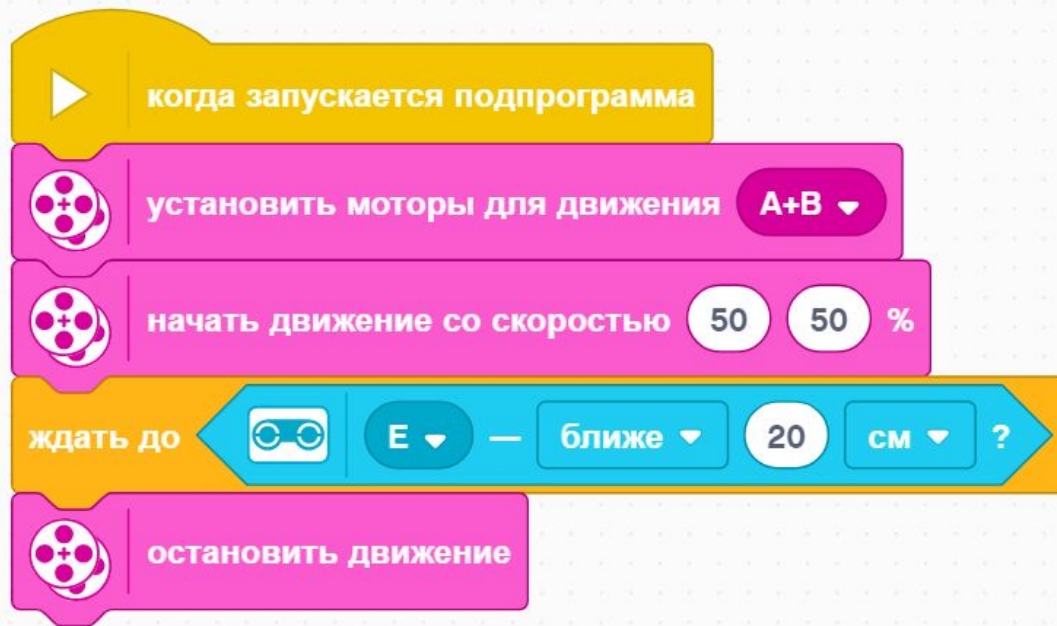 когда запускается подпрограмма
установить моторы для движения A+B
начать движение со скоростью 50 50 %
ждать до E — ближе 20 см ?
остановить движение